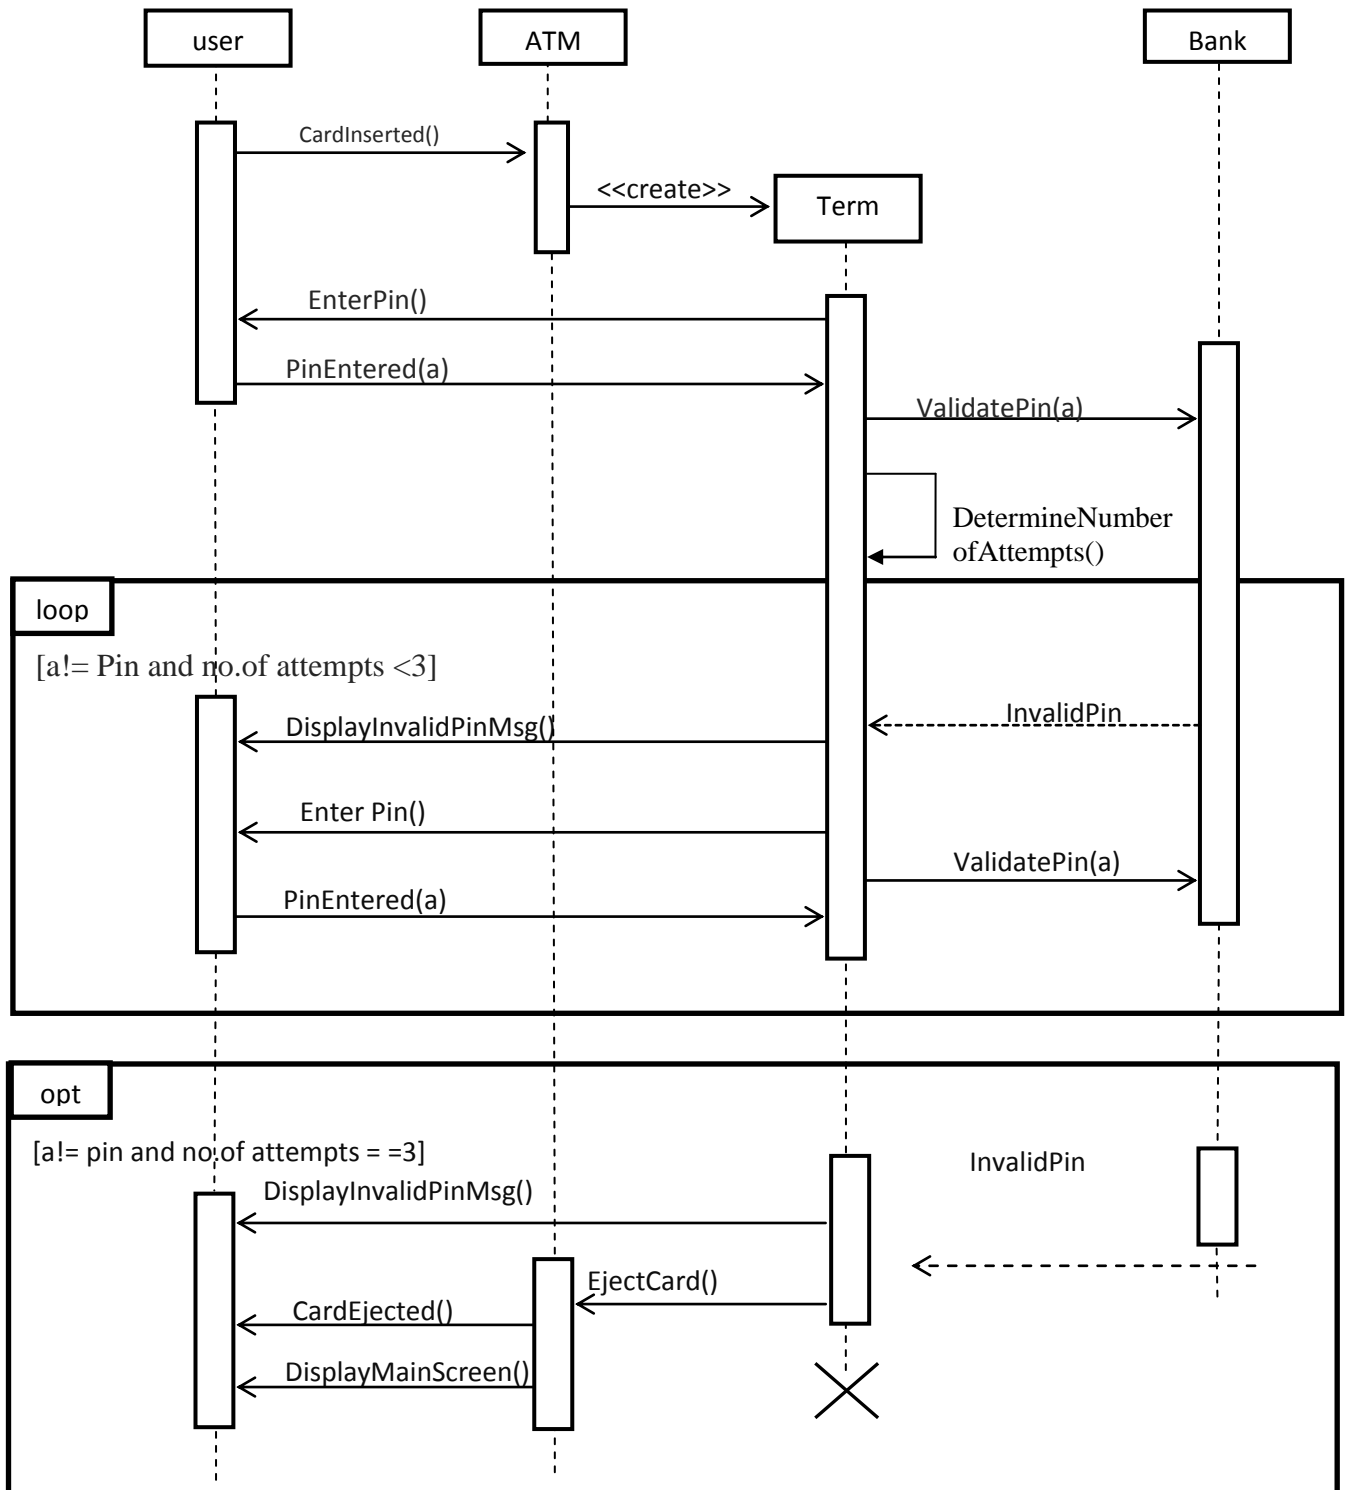 user
ATM
Bank
CardInserted()
<<create>>
Term
EnterPin()
PinEntered(a)
ValidatePin(a)
DetermineNumber
ofAttempts()
loop
[a!= Pin and no.of attempts <3]
InvalidPin
DisplayInvalidPinMsg()
Enter Pin()
ValidatePin(a)
PinEntered(a)
opt
[a!= pin and no.of attempts = =3]
InvalidPin
DisplayInvalidPinMsg()
EjectCard()
CardEjected()
DisplayMainScreen()